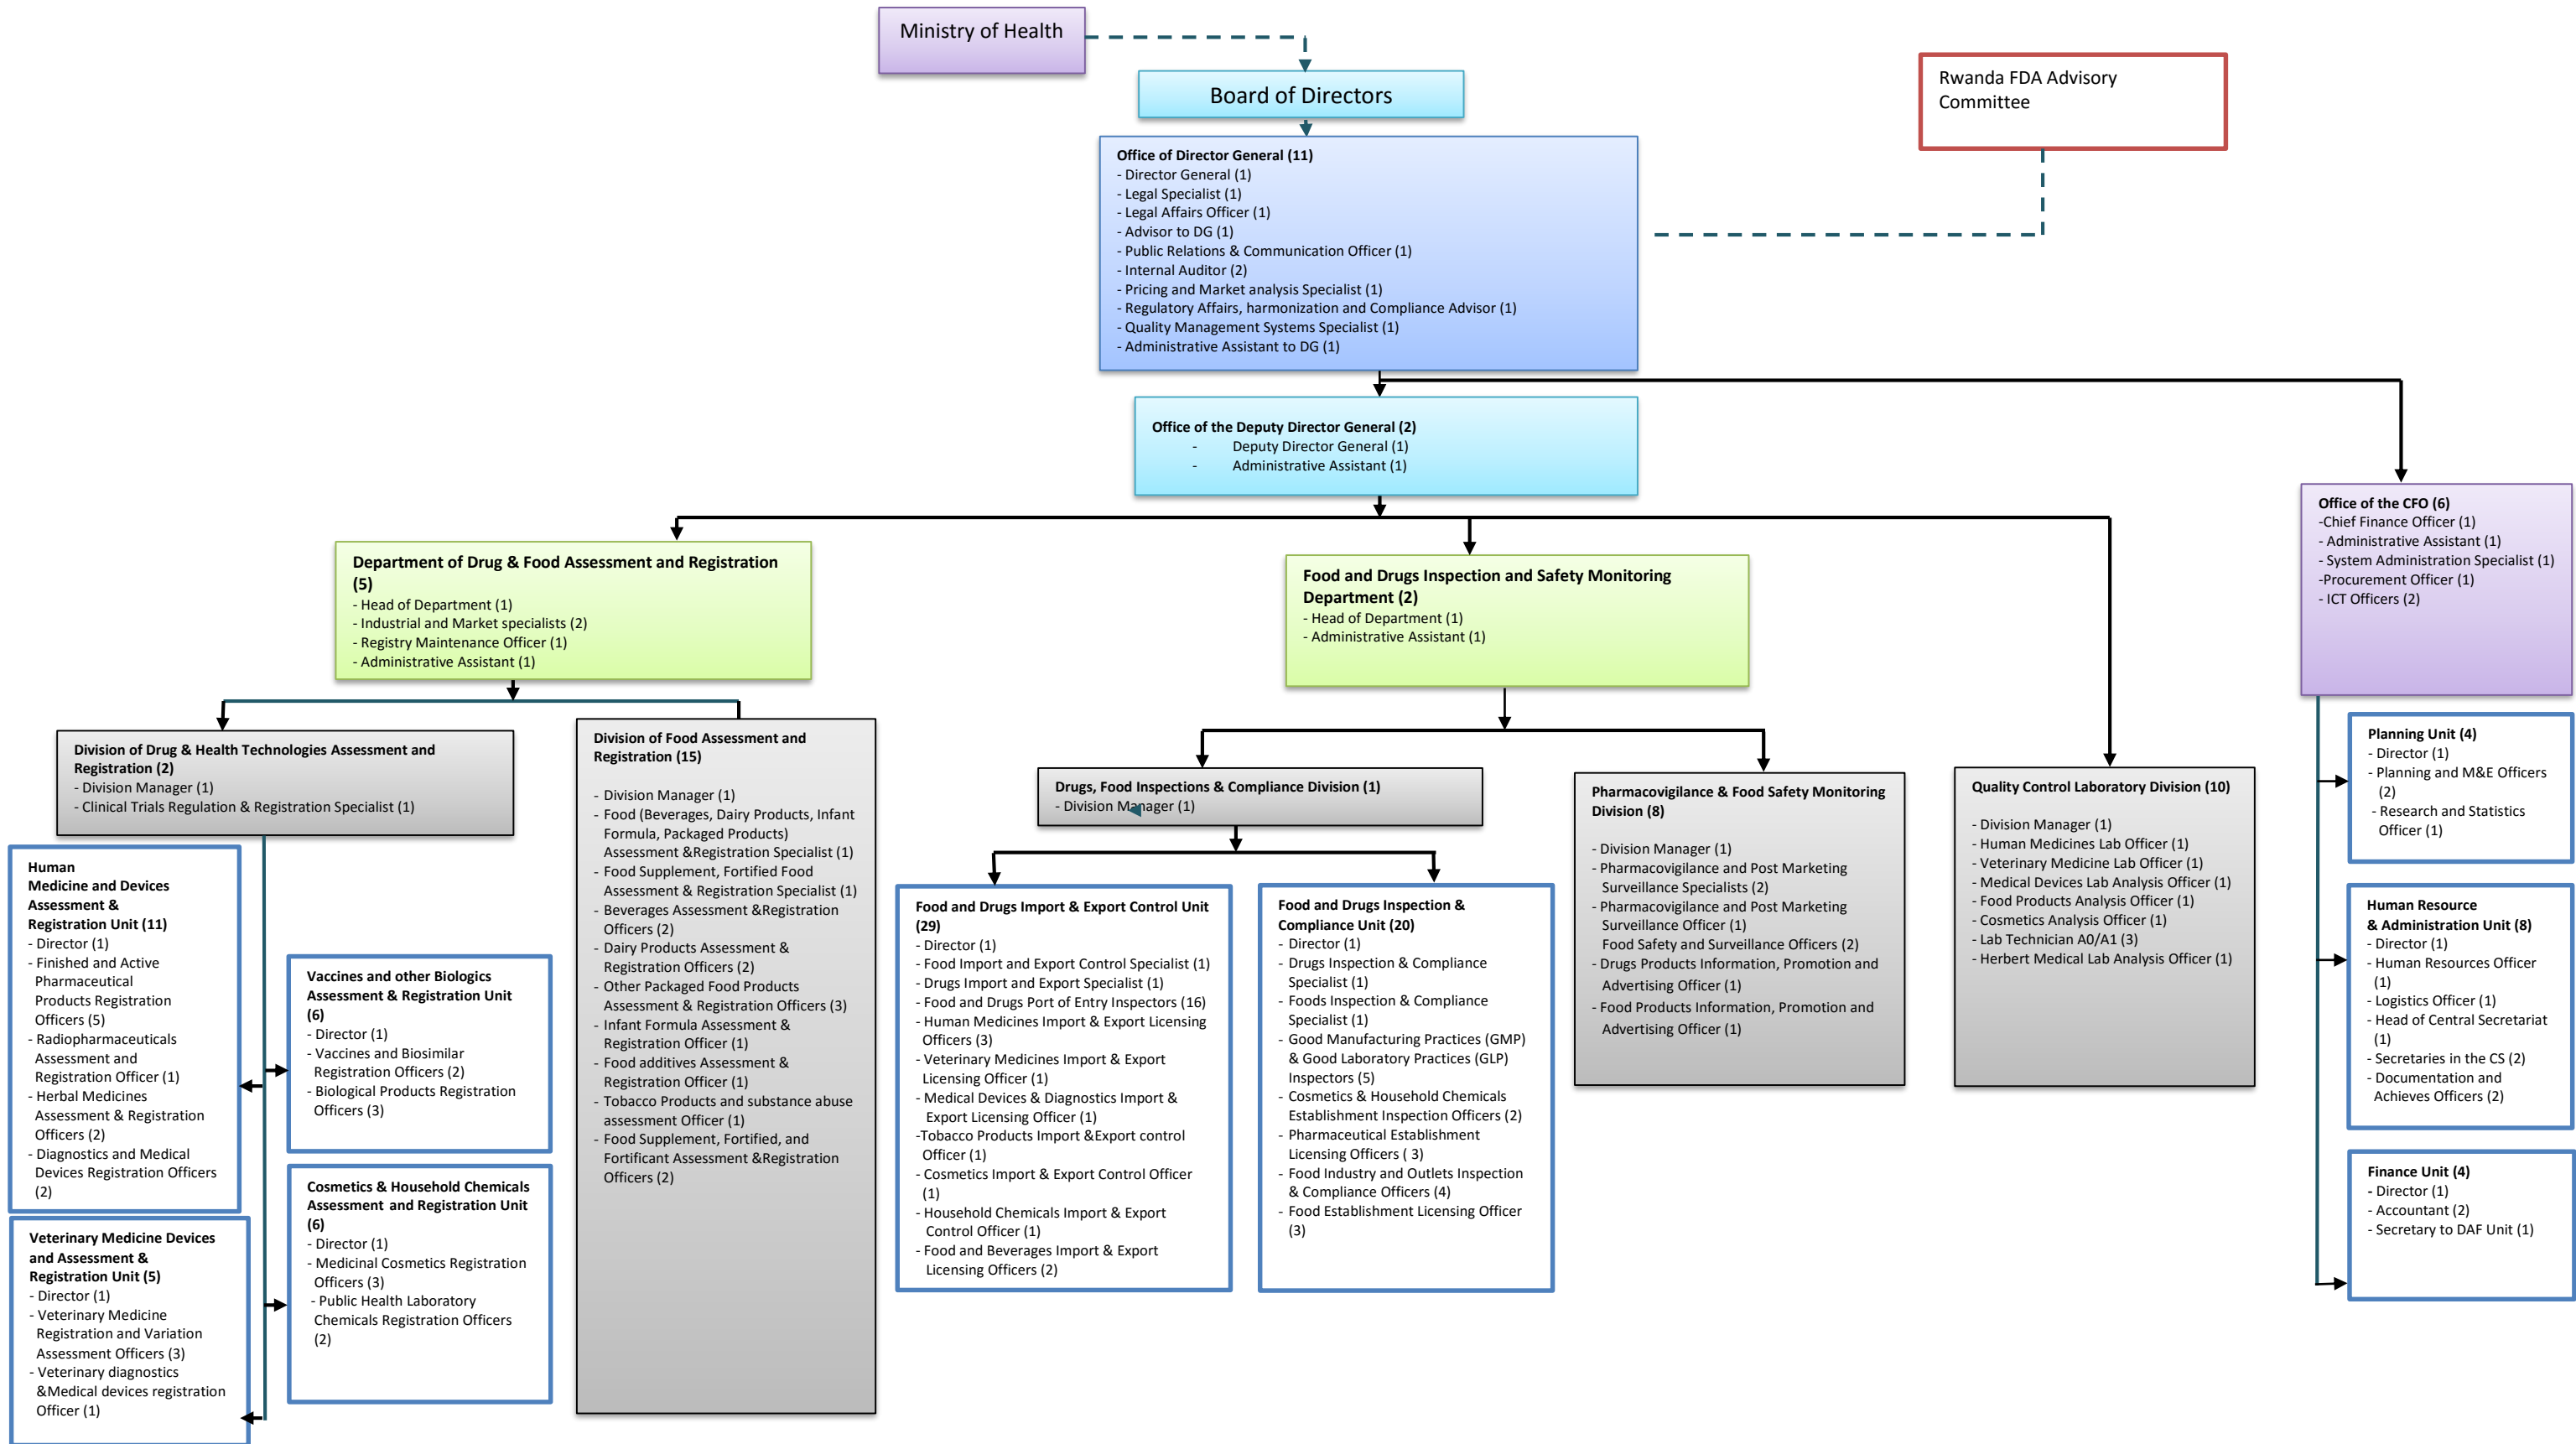 Ministry of Health
Board of Directors
Rwanda FDA Advisory
Committee
Office of Director General (11)
- Director General (1)
- Legal Specialist (1)
- Legal Affairs Officer (1)
- Advisor to DG (1)
- Public Relations & Communication Officer (1)
- Internal Auditor (2)
- Pricing and Market analysis Specialist (1)
- Regulatory Affairs, harmonization and Compliance Advisor (1)
- Quality Management Systems Specialist (1)
- Administrative Assistant to DG (1)
Office of the Deputy Director General (2)
- Deputy Director General (1)
- Administrative Assistant (1)
Office of the CFO (6)
-Chief Finance Officer (1)
- Administrative Assistant (1)
- System Administration Specialist (1)
-Procurement Officer (1)
- ICT Officers (2)
Department of Drug & Food Assessment and Registration
(5)
- Head of Department (1)
- Industrial and Market specialists (2)
- Registry Maintenance Officer (1)
- Administrative Assistant (1)
Food and Drugs Inspection and Safety Monitoring
Department (2)
- Head of Department (1)
- Administrative Assistant (1)
Division of Drug & Health Technologies Assessment and
Registration (2)
- Division Manager (1)
- Clinical Trials Regulation & Registration Specialist (1)
Human
Medicine and Devices
Assessment &
Registration Unit (11)
- Director (1)
- Finished and Active
Pharmaceutical
Products Registration
Officers (5)
- Radiopharmaceuticals
Assessment and
Registration Officer (1)
- Herbal Medicines
Assessment & Registration
Officers (2)
- Diagnostics and Medical
Devices Registration Officers
(2)
Veterinary Medicine Devices
and Assessment &
Registration Unit (5)
- Director (1)
- Veterinary Medicine
Registration and Variation
Assessment Officers (3)
- Veterinary diagnostics
&Medical devices registration
Officer (1)
Vaccines and other Biologics
Assessment & Registration Unit
(6)
- Director (1)
- Vaccines and Biosimilar
Registration Officers (2)
- Biological Products Registration
Officers (3)
Cosmetics & Household Chemicals
Assessment and Registration Unit
(6)
- Director (1)
- Medicinal Cosmetics Registration
Officers (3)
- Public Health Laboratory
Chemicals Registration Officers
(2)
Division of Food Assessment and
Registration (15)
- Division Manager (1)
- Food (Beverages, Dairy Products, Infant
Formula, Packaged Products)
Assessment &Registration Specialist (1)
- Food Supplement, Fortified Food
Assessment & Registration Specialist (1)
- Beverages Assessment &Registration
Officers (2)
- Dairy Products Assessment &
Registration Officers (2)
- Other Packaged Food Products
Assessment & Registration Officers (3)
- Infant Formula Assessment &
Registration Officer (1)
- Food additives Assessment &
Registration Officer (1)
- Tobacco Products and substance abuse
assessment Officer (1)
- Food Supplement, Fortified, and
Fortificant Assessment &Registration
Officers (2)
Drugs, Food Inspections & Compliance Division (1)
- Division Manager (1)
Food and Drugs Import & Export Control Unit
(29)
- Director (1)
- Food Import and Export Control Specialist (1)
- Drugs Import and Export Specialist (1)
- Food and Drugs Port of Entry Inspectors (16)
- Human Medicines Import & Export Licensing
Officers (3)
- Veterinary Medicines Import & Export
Licensing Officer (1)
- Medical Devices & Diagnostics Import &
Export Licensing Officer (1)
-Tobacco Products Import &Export control
Officer (1)
- Cosmetics Import & Export Control Officer
(1)
- Household Chemicals Import & Export
Control Officer (1)
- Food and Beverages Import & Export
Licensing Officers (2)
Food and Drugs Inspection &
Compliance Unit (20)
- Director (1)
- Drugs Inspection & Compliance
Specialist (1)
- Foods Inspection & Compliance
Specialist (1)
- Good Manufacturing Practices (GMP)
& Good Laboratory Practices (GLP)
Inspectors (5)
- Cosmetics & Household Chemicals
Establishment Inspection Officers (2)
- Pharmaceutical Establishment
Licensing Officers ( 3)
- Food Industry and Outlets Inspection
& Compliance Officers (4)
- Food Establishment Licensing Officer
(3)
Pharmacovigilance & Food Safety Monitoring
Division (8)
- Division Manager (1)
- Pharmacovigilance and Post Marketing
Surveillance Specialists (2)
- Pharmacovigilance and Post Marketing
Surveillance Officer (1)
Food Safety and Surveillance Officers (2)
- Drugs Products Information, Promotion and
Advertising Officer (1)
- Food Products Information, Promotion and
Advertising Officer (1)
Quality Control Laboratory Division (10)
- Division Manager (1)
- Human Medicines Lab Officer (1)
- Veterinary Medicine Lab Officer (1)
- Medical Devices Lab Analysis Officer (1)
- Food Products Analysis Officer (1)
- Cosmetics Analysis Officer (1)
- Lab Technician A0/A1 (3)
- Herbert Medical Lab Analysis Officer (1)
Planning Unit (4)
- Director (1)
- Planning and M&E Officers
(2)
- Research and Statistics
Officer (1)
Human Resource
& Administration Unit (8)
- Director (1)
- Human Resources Officer
(1)
- Logistics Officer (1)
- Head of Central Secretariat
(1)
- Secretaries in the CS (2)
- Documentation and
Achieves Officers (2)
Finance Unit (4)
- Director (1)
- Accountant (2)
- Secretary to DAF Unit (1)